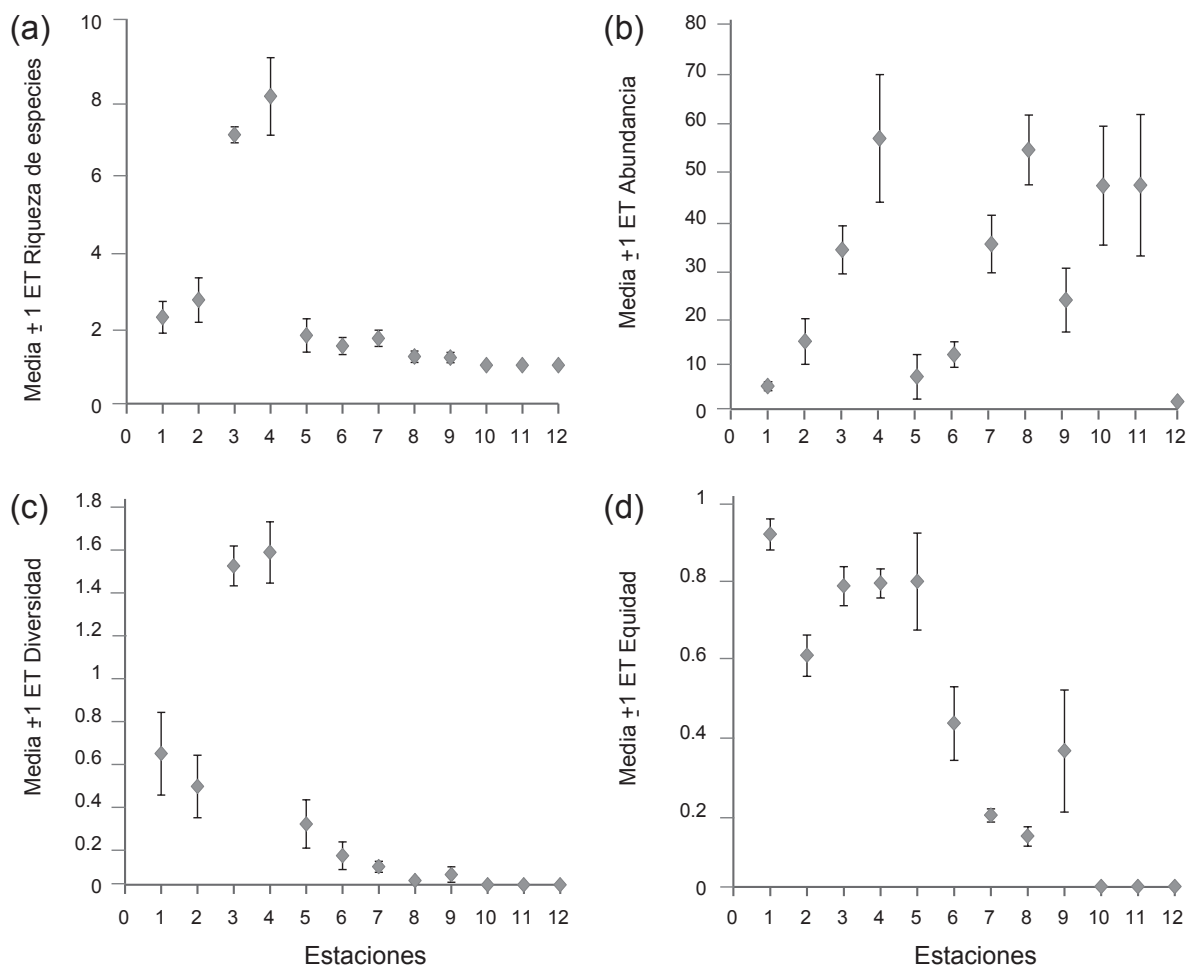 (a)
Media ± 1 ET Riqueza de especies
10
8
6
4
2
0
0 1 2 3 4 5 6 7 8 9 10 11 12
(b)
Media ±1 ET Abundancia
80
70
60
50
40
30
20
10
0
0 1 2 3 4 5 6 7 8 9 10 11 12
(c)
Media ±1 ET Diversidad
1.8
1.6
1.4
1.2
1
0.8
0.6
0.4
0.2
0
0 1 2 3 4 5 6 7 8 9 10 11 12
Estaciones
(d)
Media ±1 ET Equidad
1
0.8
0.6
0.4
0.2
0
0 1 2 3 4 5 6 7 8 9 10 11 12
Estaciones